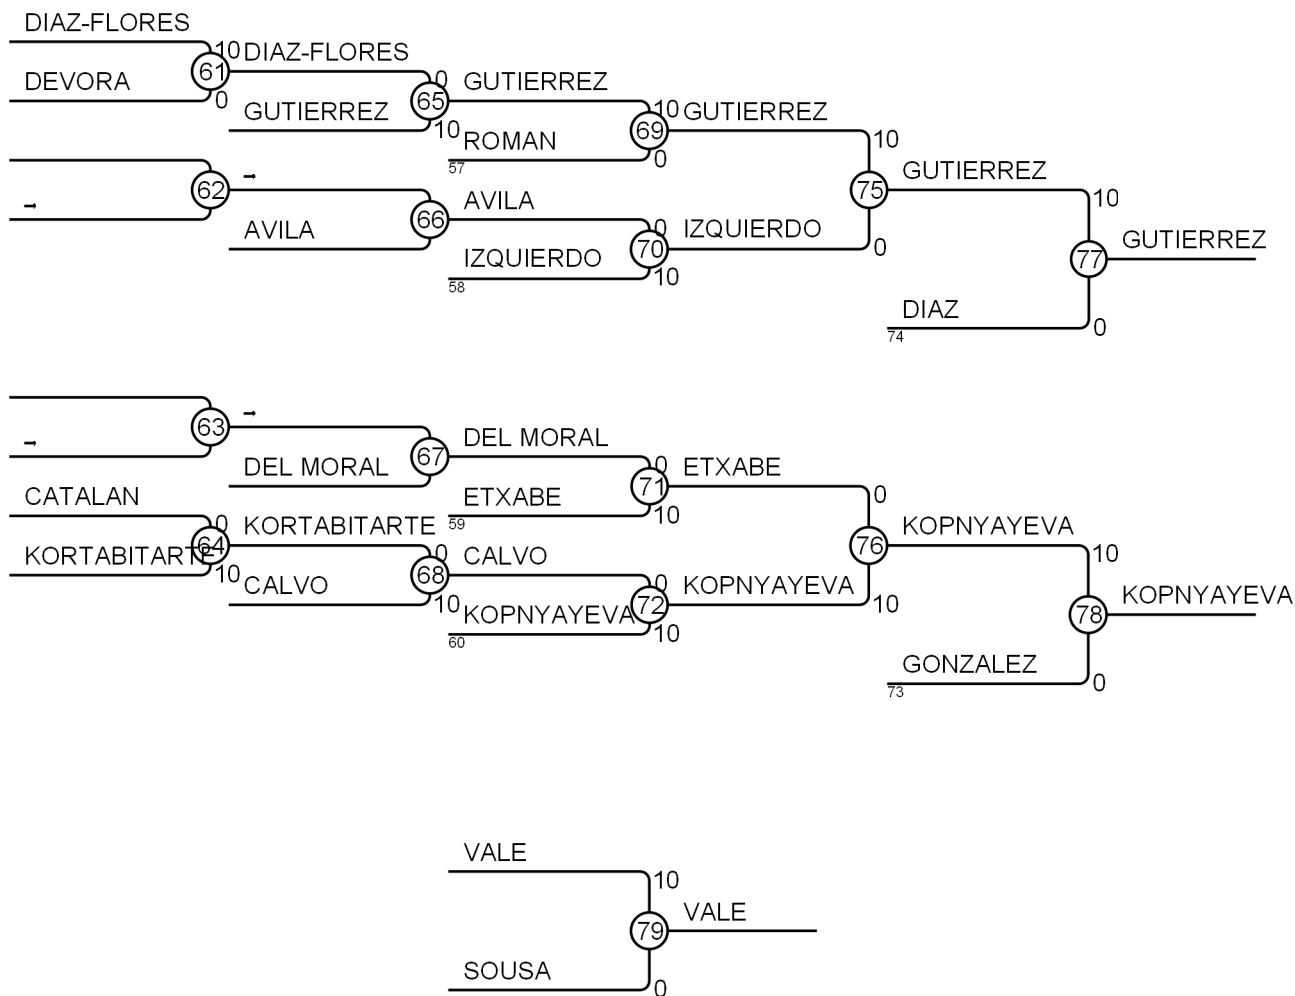 DIAZ-FLORES
10 DIAZ-FLORES
61
0 GUTIERREZ
DEVORA
0
65
10 GUTIERREZ
GUTIERREZ
10
69
ROMAN
57
0
10
62
GUTIERREZ
75
AVILA
10
66
AVILA
0 IZQUIERDO
70
0
GUTIERREZ
IZQUIERDO
58
10
77
DIAZ
74
0
63
DEL MORAL
67
DEL MORAL
0 ETXABE
71
0
CATALAN
ETXABE
59
10
0 KORTABITARTE
64
KOPNYAYEVA
76
10
KORTABITARTE
10
0 CALVO
68
0 KOPNYAYEVA
72
10
KOPNYAYEVA
CALVO
10
KOPNYAYEVA
60
10
78
GONZALEZ
73
0
VALE
10
VALE
79
SOUSA
0